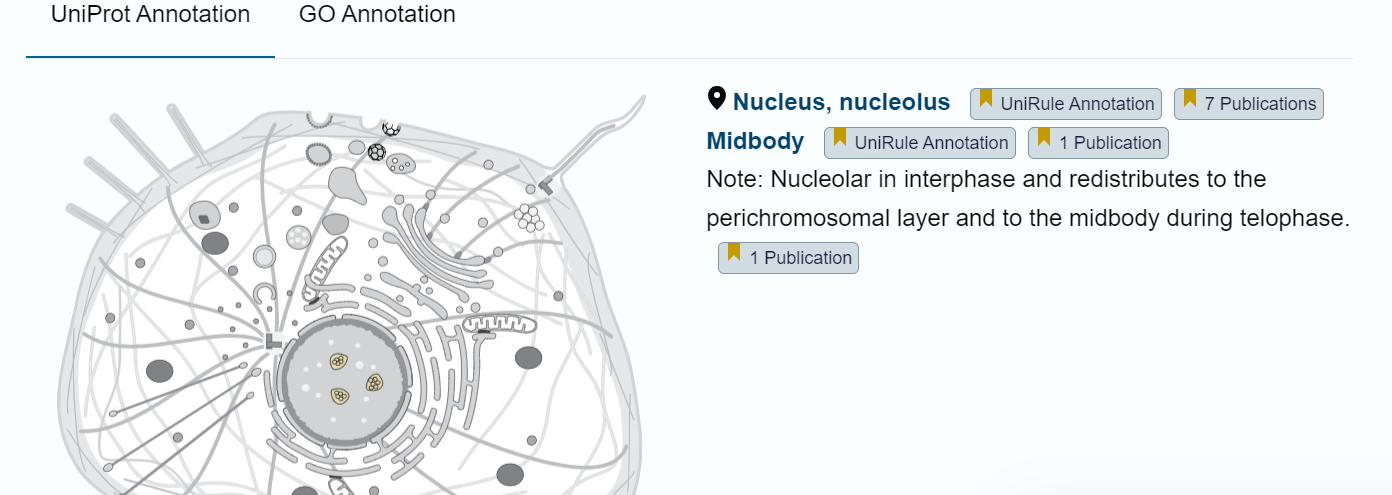 UniProt Annotation GO Annotation
Nucleus, nucleolus UniRule Annotation 7 Publications
Midbody UniRule Annotation 1 Publication
Note: Nucleolar in interphase and redistributes to the
perichromosomal layer and to the midbody during telophase.
1 Publication